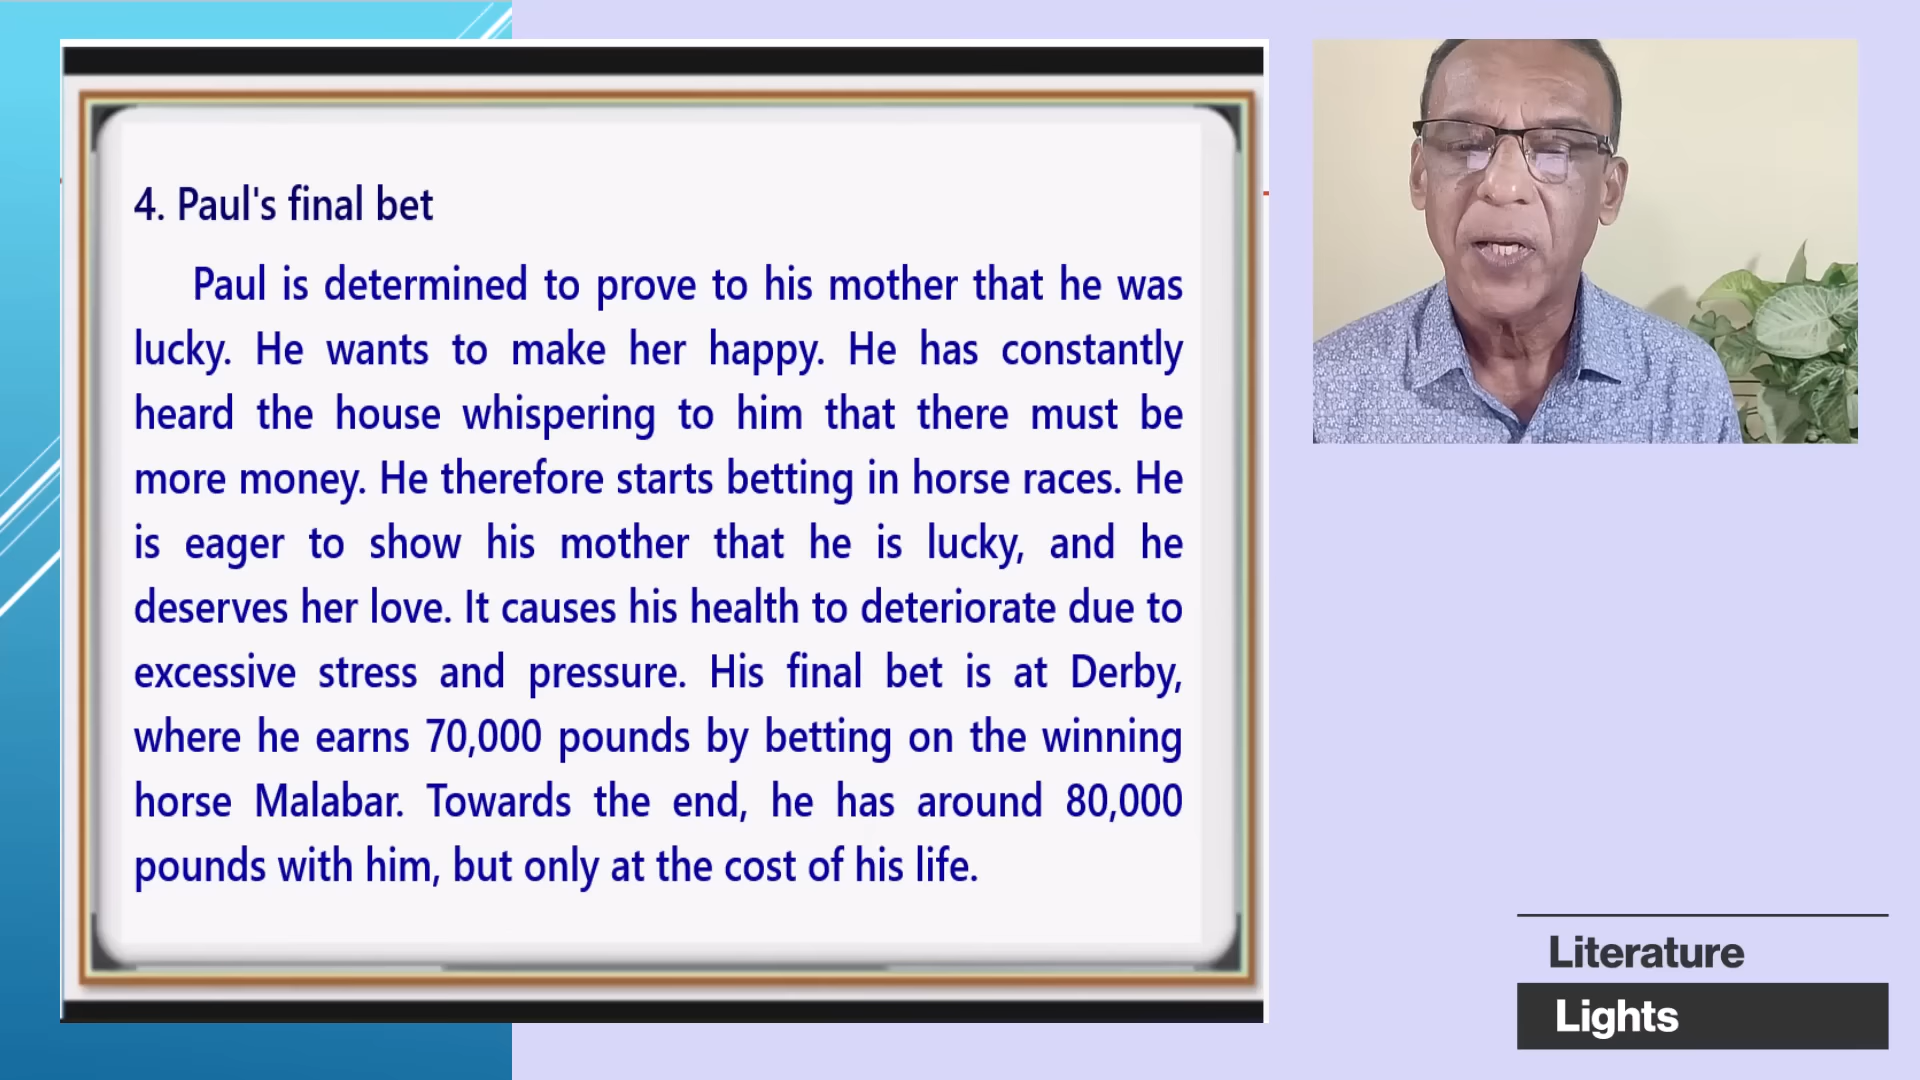 4. Paul's final bet
Paul is determined to prove to his mother that he was
lucky. He wants to make her happy. He has constantly
heard the house whispering to him that there must be
more money. He therefore starts betting in horse races. He
is eager to show his mother that he is lucky, and he
deserves her love. It causes his health to deteriorate due to
excessive stress and pressure. His final bet is at Derby,
where he earns 70,000 pounds by betting on the winning
horse Malabar. Towards the end, he has around 80,000
pounds with him, but only at the cost of his life.
Literature
Lights